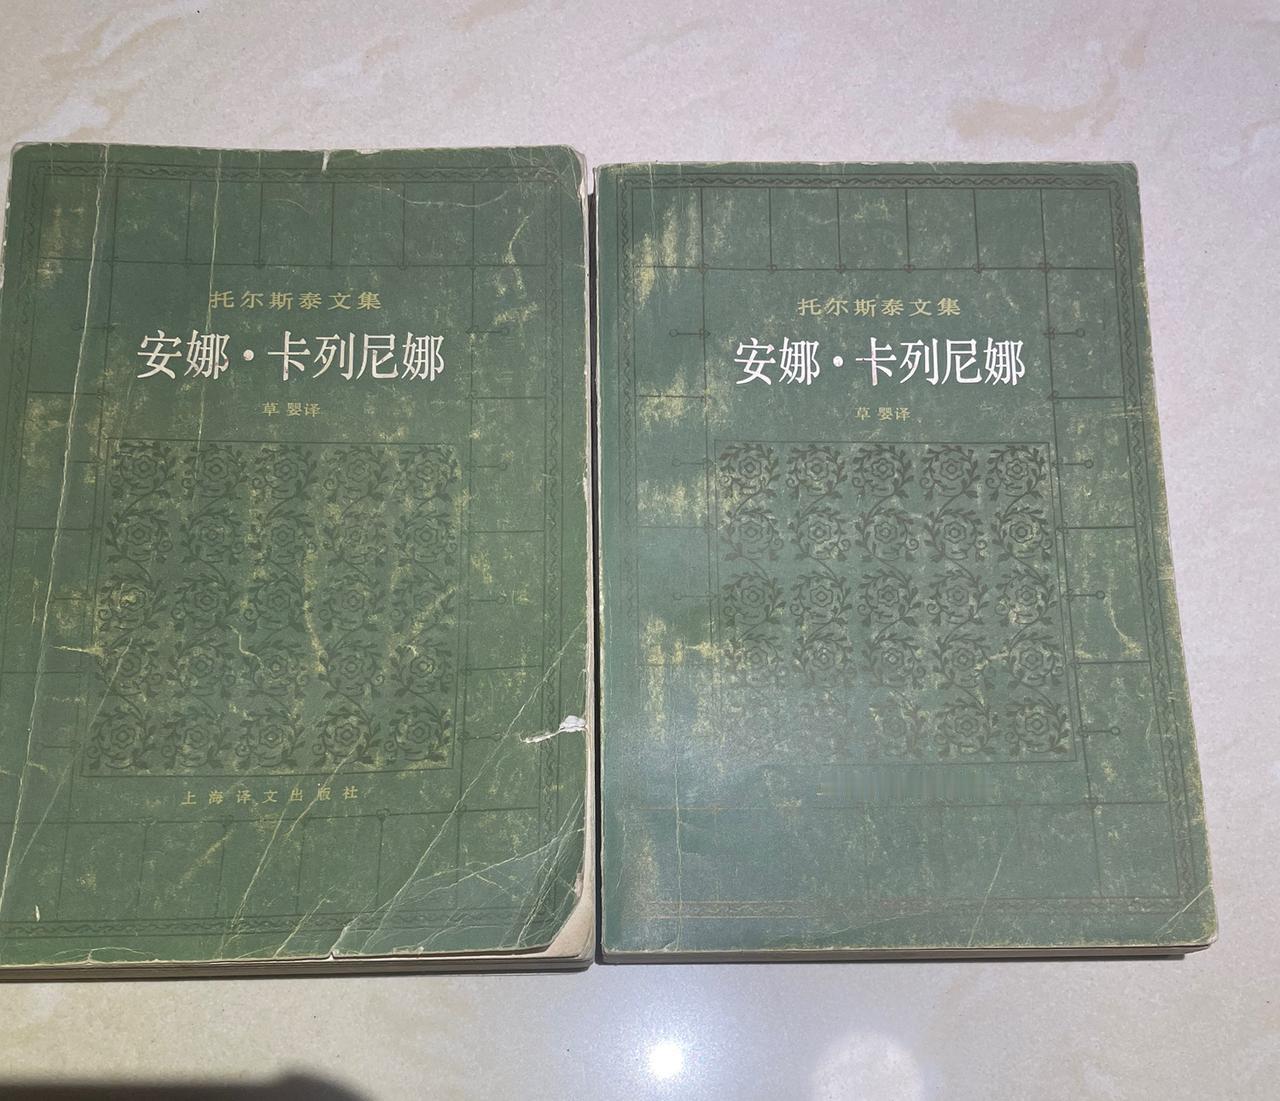 托尔斯泰文集
安娜·卡列尼娜
草婴译
上海译文出版社
托尔斯泰文集
安娜·卡列尼娜
草婴译